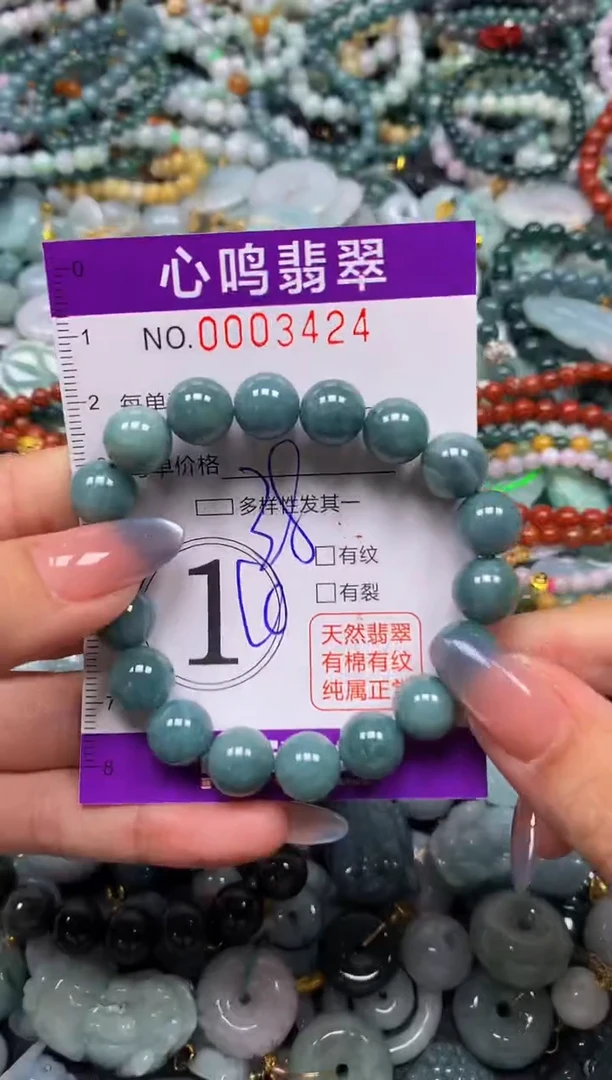 心鸣翡翠
NO.0003424
0
1
2
每单
单价格
38
多样性发其一
有纹
1
有裂
天然翡翠
有棉有纹
纯属正常
7
8